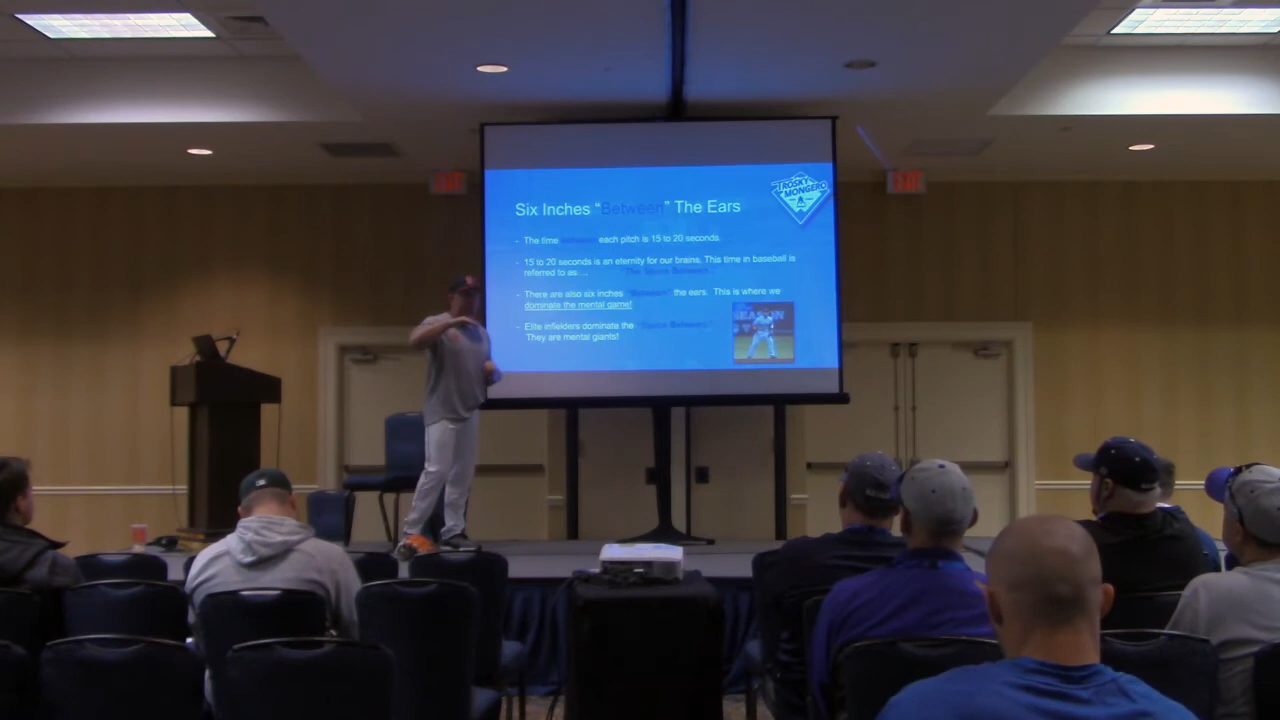 EXIT
EXIT
TROSKY
MONGERO
Six Inches "Between" The Ears
- The time between each pitch is 15 to 20 seconds.
- 15 to 20 seconds is an eternity for our brains. This time in baseball is
referred to as.... "The Space Between."
- There are also six inches "Between" the ears. This is where we
dominate the mental game!
- Elite infielders dominate the "Space Between."
They are mental giants!
SEASON